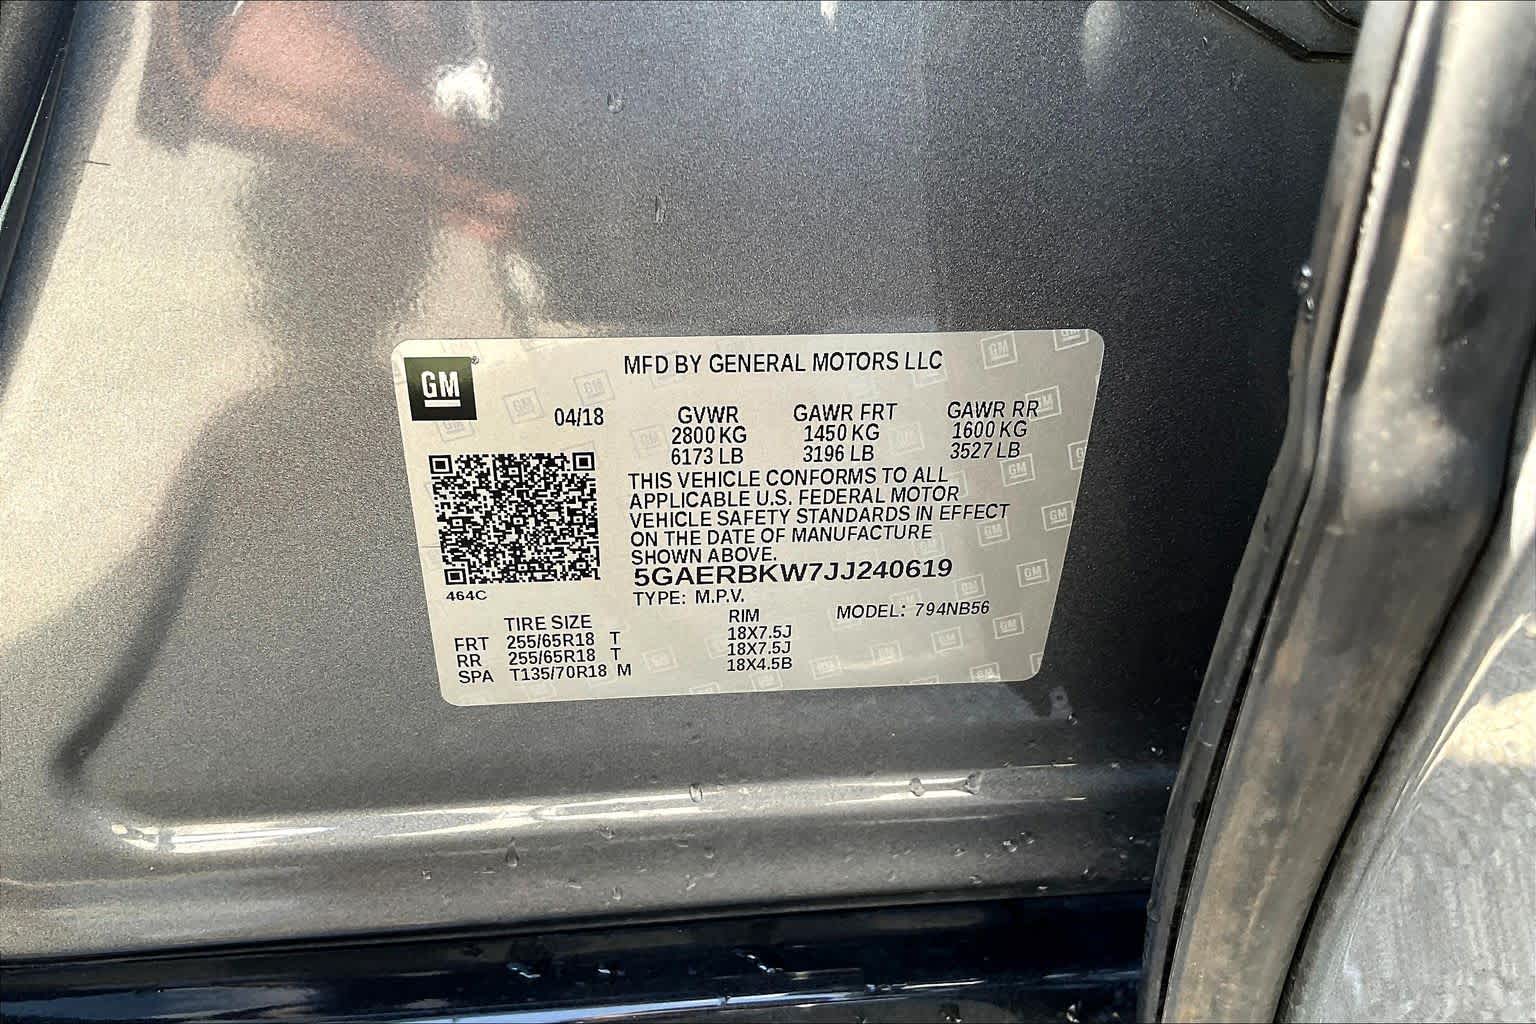 GM
MFD BY GENERAL MOTORS LLC
04/18 GVWR GAWR FRT GAWR RR
2800 KG 1450 KG 1600 KG
6173 LB 3196 LB 3527 LB
THIS VEHICLE CONFORMS TO ALL
APPLICABLE U.S. FEDERAL MOTOR
VEHICLE SAFETY STANDARDS IN EFFECT
ON THE DATE OF MANUFACTURE
SHOWN ABOVE.
5GAERBKW7JJ240619
464C
TYPE: M.P.V.
TIRE SIZE RIM MODEL: 794NB56
FRT 255/65R18 T 18X7.5J
RR 255/65R18 T 18X7.5J
SPA T135/70R18 M 18X4.5B